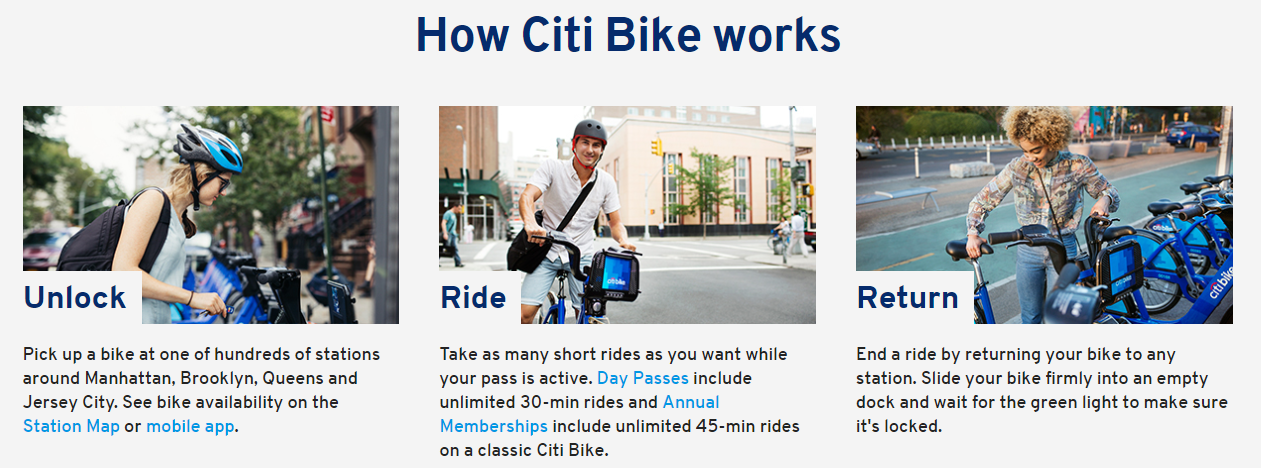 How Citi Bike works
Unlock
Pick up a bike at one of hundreds of stations
around Manhattan, Brooklyn, Queens and
Jersey City. See bike availability on the
Station Map or mobile app.
Ride
Take as many short rides as you want while
your pass is active. Day Passes include
unlimited 30-min rides and Annual
Memberships include unlimited 45-min rides
on a classic Citi Bike.
Return
citibike
End a ride by returning your bike to any
station. Slide your bike firmly into an empty
dock and wait for the green light to make sure
it's locked.